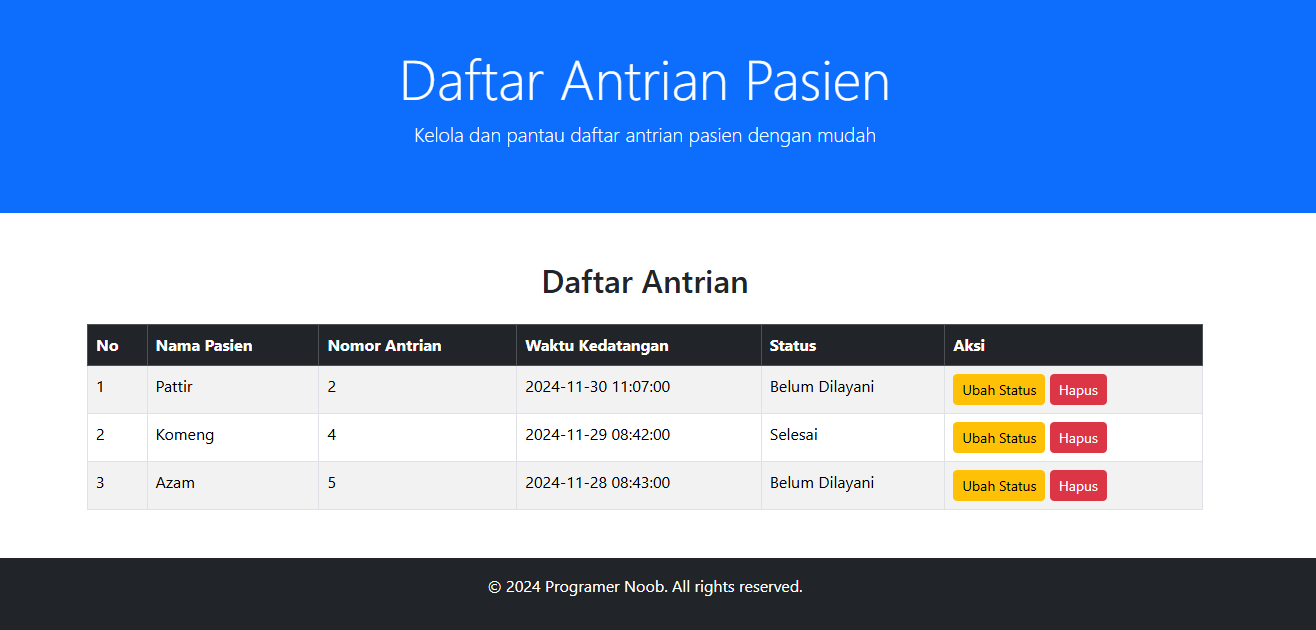 Daftar Antrian Pasien
Kelola dan pantau daftar antrian pasien dengan mudah
Daftar Antrian
No Nama Pasien Nomor Antrian Waktu Kedatangan Status Aksi
1 Pattir 2 2024-11-30 11:07:00 Belum Dilayani Ubah Status Hapus
2 Komeng 4 2024-11-29 08:42:00 Selesai Ubah Status Hapus
3 Azam 5 2024-11-28 08:43:00 Belum Dilayani Ubah Status Hapus
© 2024 Programer Noob. All rights reserved.